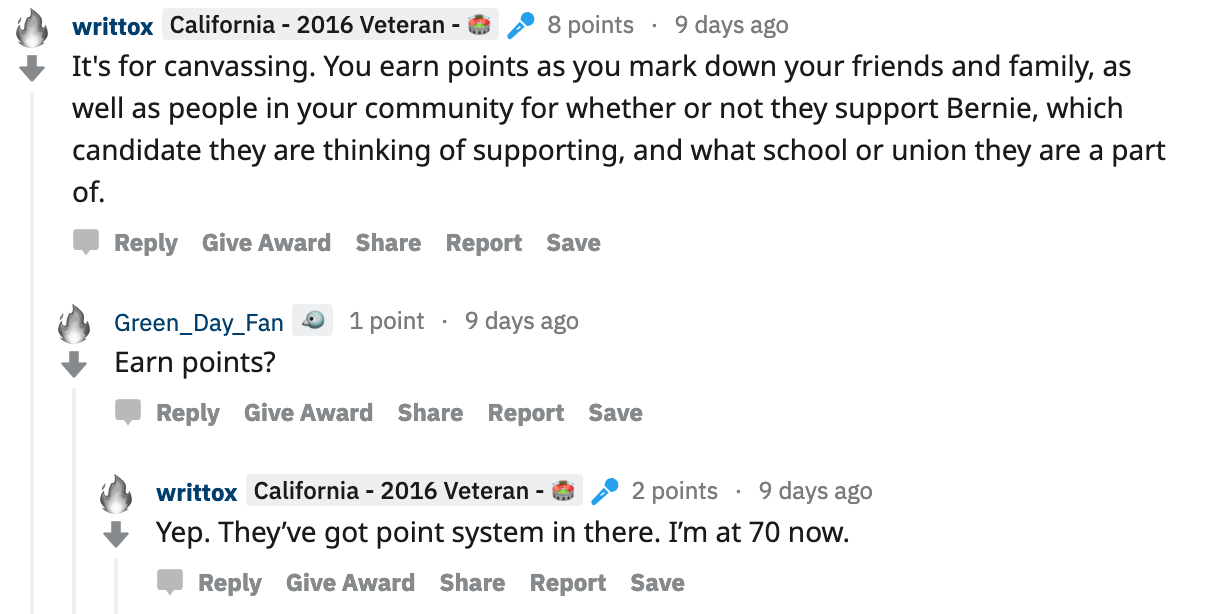 writtox California - 2016 Veteran - 8 points · 9 days ago
It's for canvassing. You earn points as you mark down your friends and family, as
well as people in your community for whether or not they support Bernie, which
candidate they are thinking of supporting, and what school or union they are a part
of.
Reply Give Award Share Report Save
Green_Day_Fan 1 point · 9 days ago
Earn points?
Reply Give Award Share Report Save
writtox California - 2016 Veteran - 2 points · 9 days ago
Yep. They’ve got point system in there. I’m at 70 now.
Reply Give Award Share Report Save